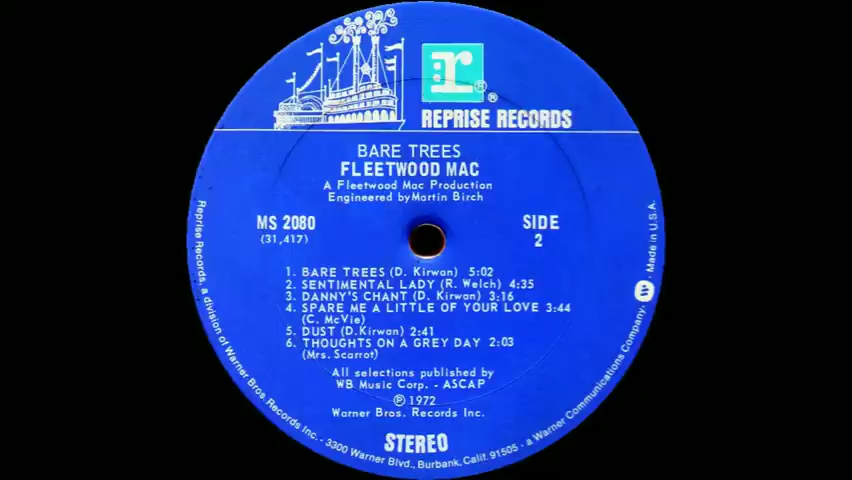 r ®
®
REPRISE RECORDS
BARE TREES
FLEETWOOD MAC
A Fleetwood Mac Production
Engineered by Martin Birch
MS 2080
(31,417)
SIDE
2
1. BARE TREES (D. Kirwan) 5:02
2. SENTIMENTAL LADY (R. Welch) 4:35
3. DANNY'S CHANT (D. Kirwan) 3:16
4. SPARE ME A LITTLE OF YOUR LOVE 3:44
(C. McVie)
5. DUST (D. Kirwan) 2:41
6. THOUGHTS ON A GREY DAY 2:03
(Mrs. Scarrot)
All selections published by
WB Music Corp. - ASCAP
℗ 1972
Warner Bros. Records Inc.
STEREO
Reprise Records, a division of Warner Bros. Records Inc. · 3300 Warner Blvd., Burbank, Calif. 91505 · a Warner Communications Company. W · Made in U.S.A.